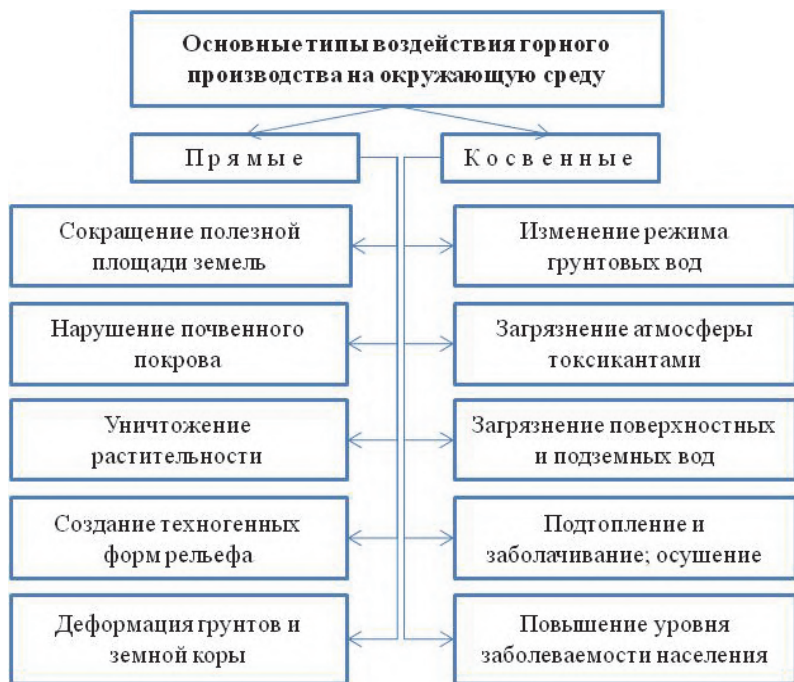 Основные типы воздействия горного
производства на окружающую среду
Прямые
Косвенные
Сокращение полезной
площади земель
Изменение режима
грунтовых вод
Нарушение почвенного
покрова
Загрязнение атмосферы
токсикантами
Уничтожение
растительности
Загрязнение поверхностных
и подземных вод
Создание техногенных
форм рельефа
Подтопление и
заболачивание; осушение
Деформация грунтов и
земной коры
Повышение уровня
заболеваемости населения